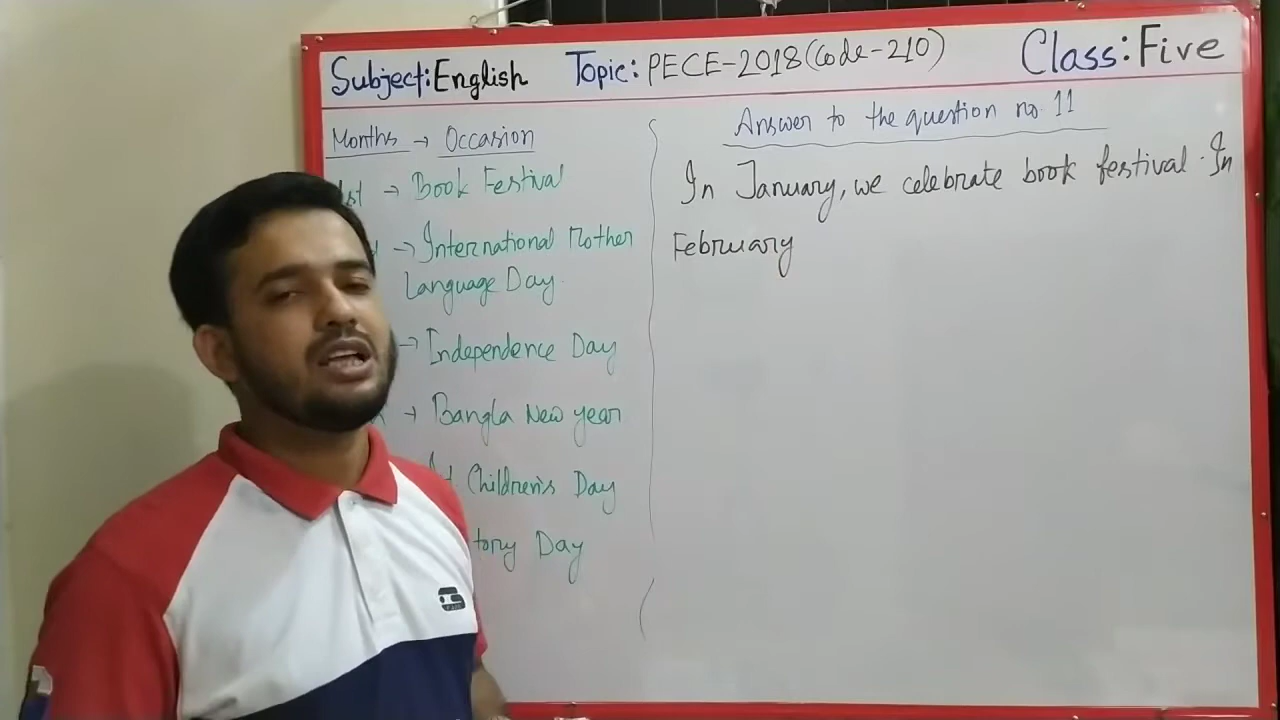 Subject: English Topic: PECE-2018 (Code-210) Class: Five
Months → Occasion
1st → Book Festival
→ International Mother
Language Day
→ Independence Day
→ Bangla New year
Children's Day
tory Day
Answer to the question no. 11
In January, we celebrate book festival. In
February